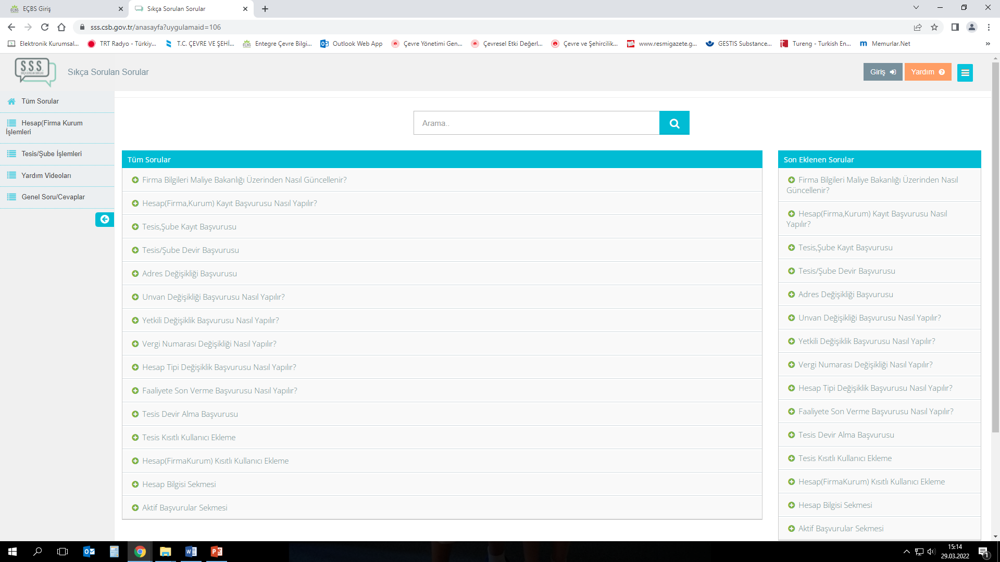 EÇBS Giriş
Sıkça Sorulan Sorular
sss.csb.gov.tr/anasayfa?uygulamaid=106
Elektronik Kurumsal...
TRT Radyo - Türkiy...
T.C. ÇEVRE VE ŞEHİ...
Entegre Çevre Bilgi...
Outlook Web App
Çevre Yönetimi Gen...
Çevresel Etki Değerl...
Çevre ve Şehircilik...
www.resmigazete.g...
GESTIS Substance...
Tureng - Turkish En...
Memurlar.Net
»
S.S.S.
Sıkça Sorulan Sorular
Giriş
Yardım
Tüm Sorular
Hesap(Firma Kurum
İşlemleri
Tesis/Şube İşlemleri
Yardım Videoları
Genel Soru/Cevaplar
Arama..
Tüm Sorular
Firma Bilgileri Maliye Bakanlığı Üzerinden Nasıl Güncellenir?
Hesap(Firma,Kurum) Kayıt Başvurusu Nasıl Yapılır?
Tesis,Şube Kayıt Başvurusu
Tesis/Şube Devir Başvurusu
Adres Değişikliği Başvurusu
Unvan Değişikliği Başvurusu Nasıl Yapılır?
Yetkili Değişiklik Başvurusu Nasıl Yapılır?
Vergi Numarası Değişikliği Nasıl Yapılır?
Hesap Tipi Değişiklik Başvurusu Nasıl Yapılır?
Faaliyete Son Verme Başvurusu Nasıl Yapılır?
Tesis Devir Alma Başvurusu
Tesis Kısıtlı Kullanıcı Ekleme
Hesap(FirmaKurum) Kısıtlı Kullanıcı Ekleme
Hesap Bilgisi Sekmesi
Aktif Başvurular Sekmesi
Son Eklenen Sorular
Firma Bilgileri Maliye Bakanlığı Üzerinden Nasıl
Güncellenir?
Hesap(Firma,Kurum) Kayıt Başvurusu Nasıl
Yapılır?
Tesis,Şube Kayıt Başvurusu
Tesis/Şube Devir Başvurusu
Adres Değişikliği Başvurusu
Unvan Değişikliği Başvurusu Nasıl Yapılır?
Yetkili Değişiklik Başvurusu Nasıl Yapılır?
Vergi Numarası Değişikliği Nasıl Yapılır?
Hesap Tipi Değişiklik Başvurusu Nasıl Yapılır?
Faaliyete Son Verme Başvurusu Nasıl Yapılır?
Tesis Devir Alma Başvurusu
Tesis Kısıtlı Kullanıcı Ekleme
Hesap(FirmaKurum) Kısıtlı Kullanıcı Ekleme
Hesap Bilgisi Sekmesi
Aktif Başvurular Sekmesi
15:14
29.03.2022
1